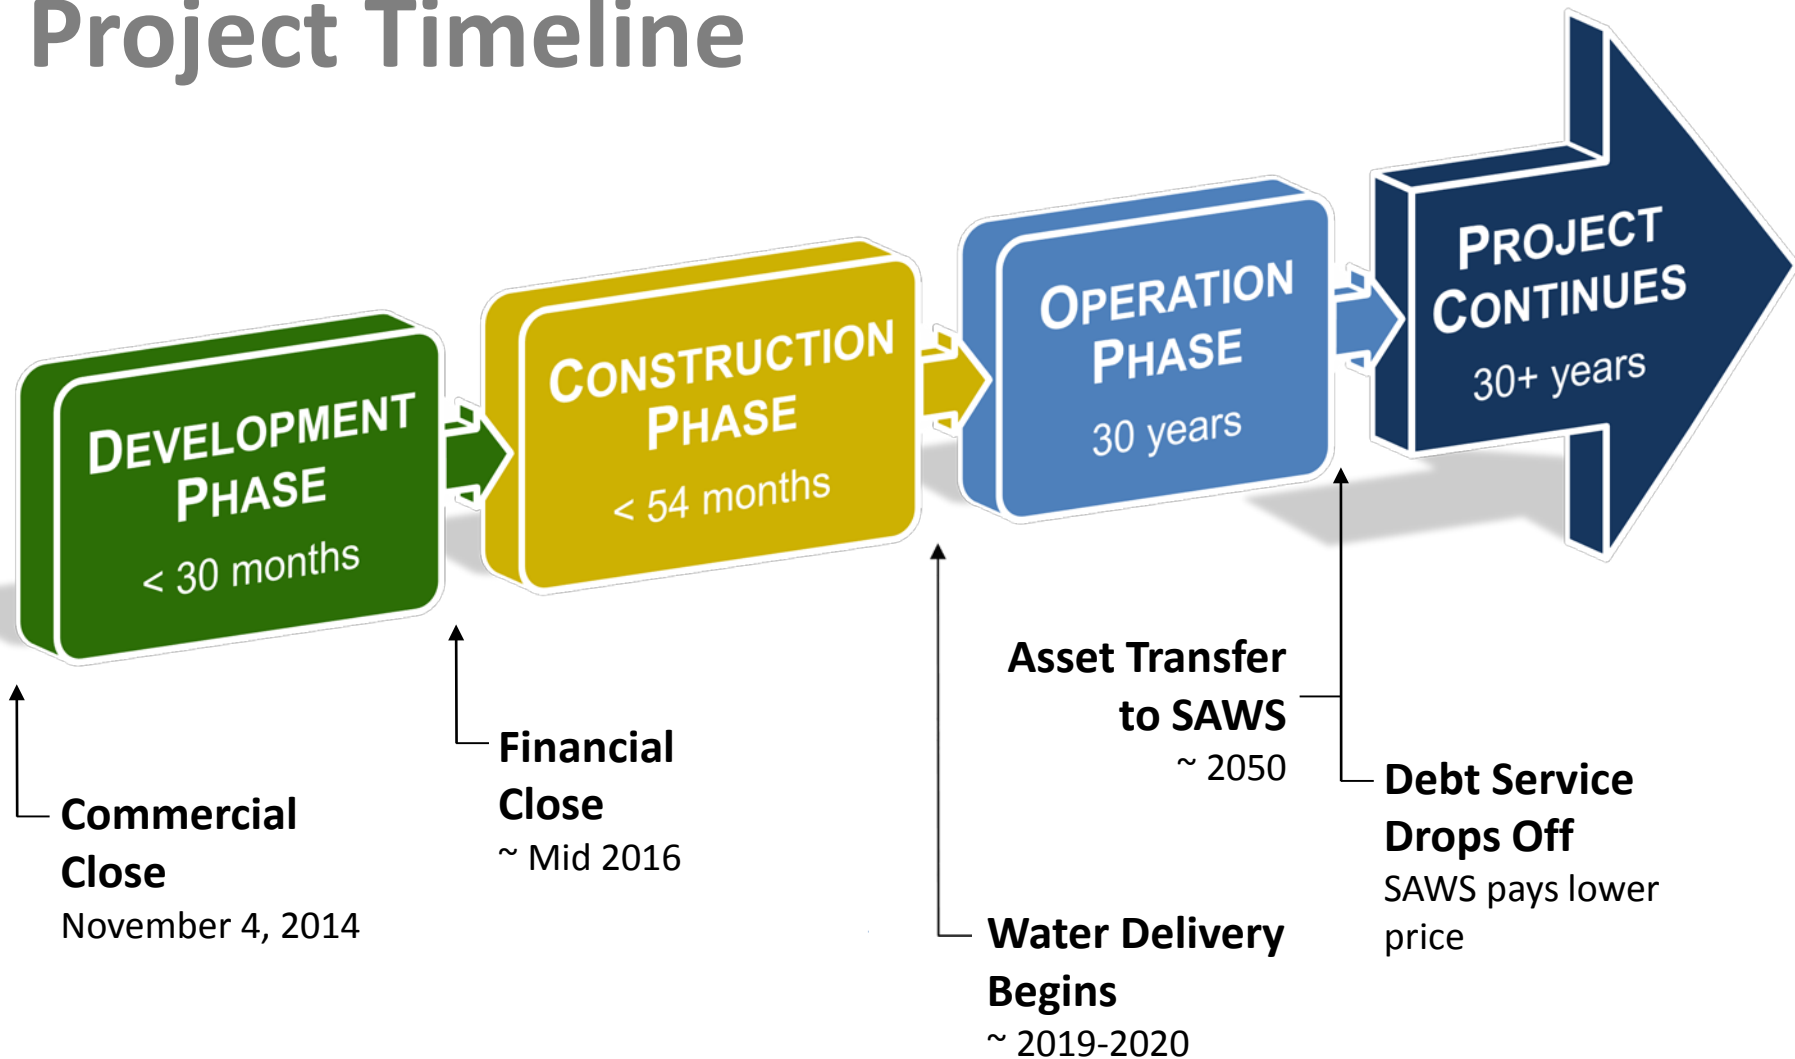 Project Timeline
DEVELOPMENT
PHASE
< 30 months
CONSTRUCTION
PHASE
< 54 months
OPERATION
PHASE
30 years
PROJECT
CONTINUES
30+ years
Commercial
Close
November 4, 2014
Financial
Close
~ Mid 2016
Water Delivery
Begins
~ 2019-2020
Asset Transfer
to SAWS
~ 2050
Debt Service
Drops Off
SAWS pays lower
price